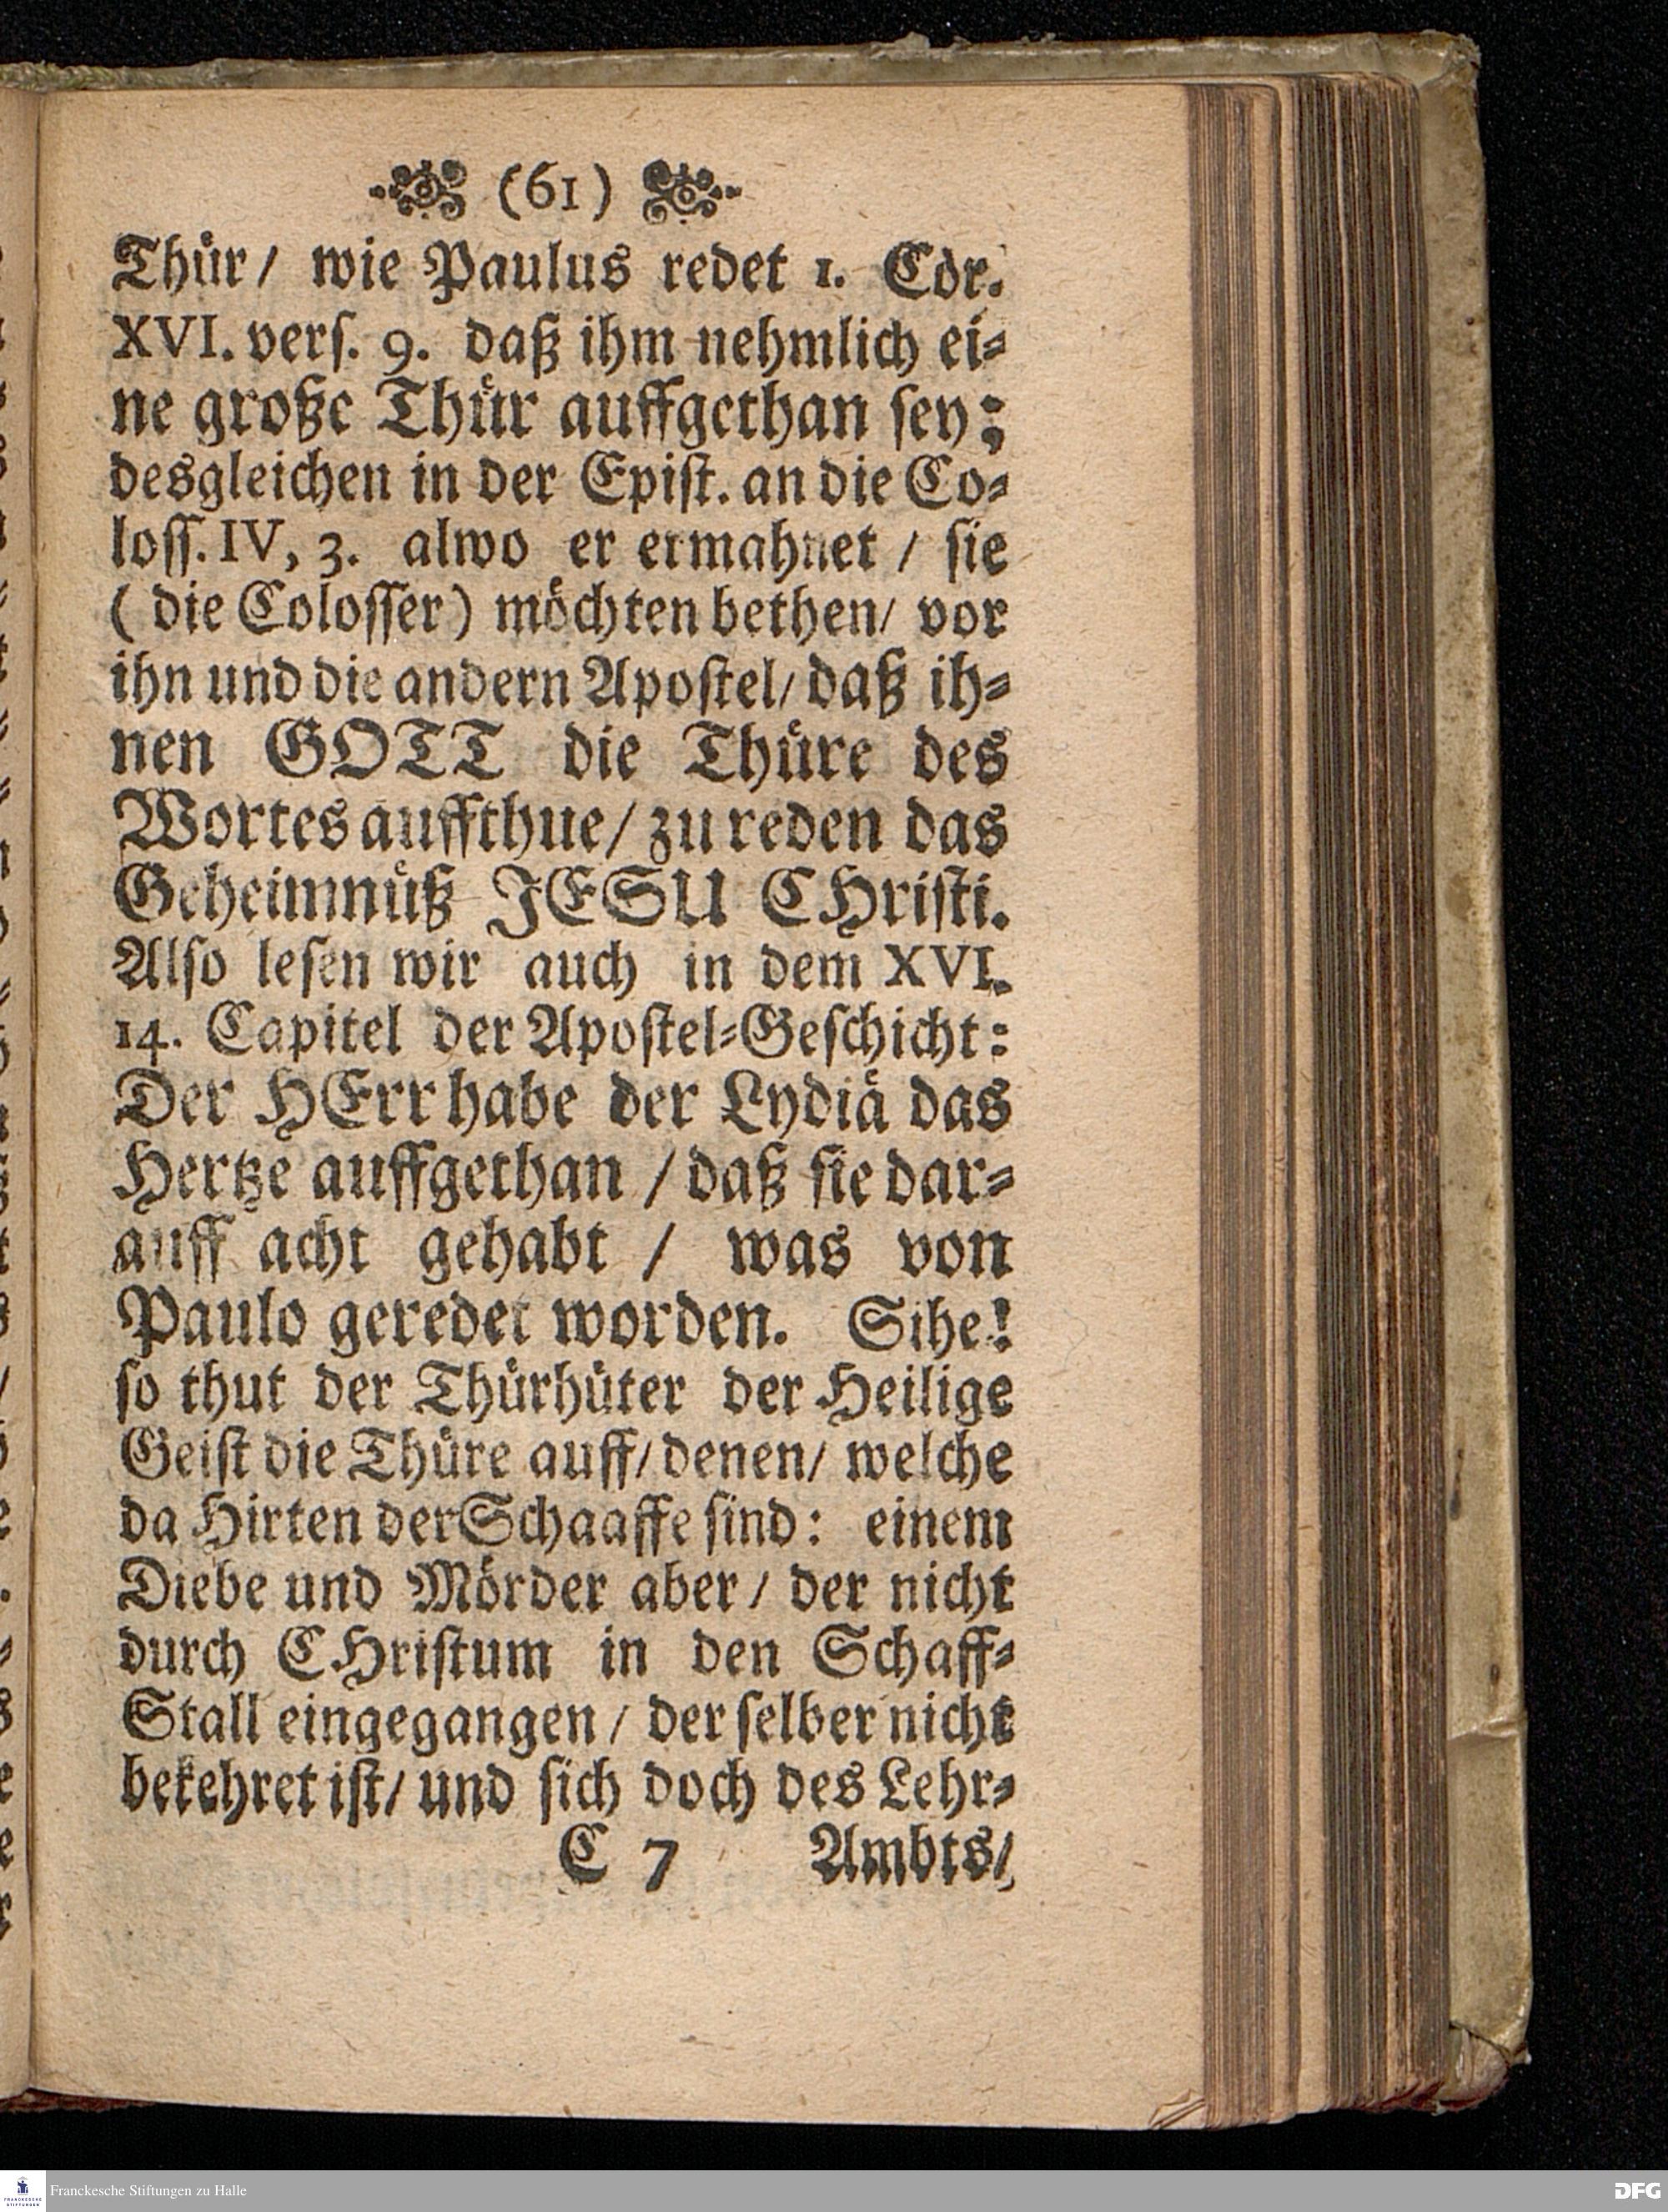 (61)
Thür/ wie Paulus redet 1. Cor.
XVI. vers. 9. daß ihm nehmlich ei-
ne große Thür auffgethan sey;
desgleichen in der Epist. an die Co-
loss. IV, 3. alwo er ermahnet / sie
(die Colosser) möchten bethen/ vor
ihn und die andern Apostel/ daß ih-
nen GOTT die Thüre des
Wortes auffthue/ zu reden das
Geheimnüß JESU CHristi.
Also lesen wir auch in dem XVI.
14. Capitel der Apostel-Geschicht:
Der HErr habe der Lydiä das
Hertze auffgethan / daß sie dar-
auff acht gehabt / was von
Paulo geredet worden. Sihe!
so thut der Thürhüter der Heilige
Geist die Thüre auff/ denen/ welche
da Hirten der Schaaffe sind: einem
Diebe und Mörder aber/ der nicht
durch CHristum in den Schaff-
Stall eingegangen / der selber nicht
bekehret ist/ und sich doch des Lehr-
C 7 Ambts/
Franckesche Stiftungen zu Halle
DFG